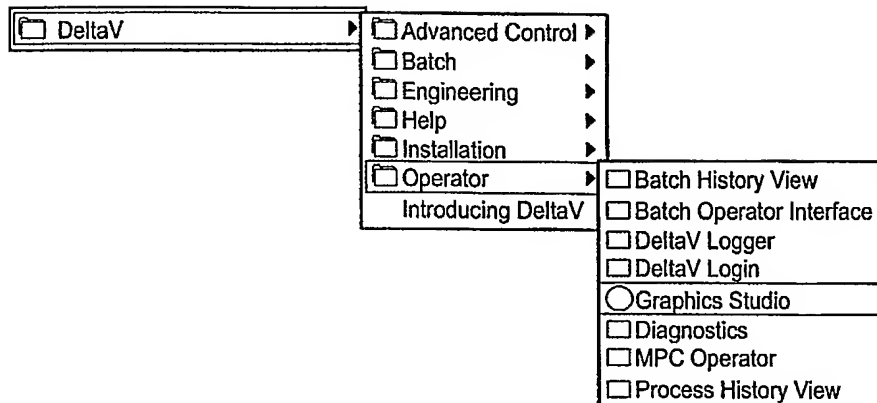 DeltaV
Advanced Control
Batch
Engineering
Help
Installation
Operator
Introducing DeltaV
Batch History View
Batch Operator Interface
DeltaV Logger
DeltaV Login
Graphics Studio
Diagnostics
MPC Operator
Process History View